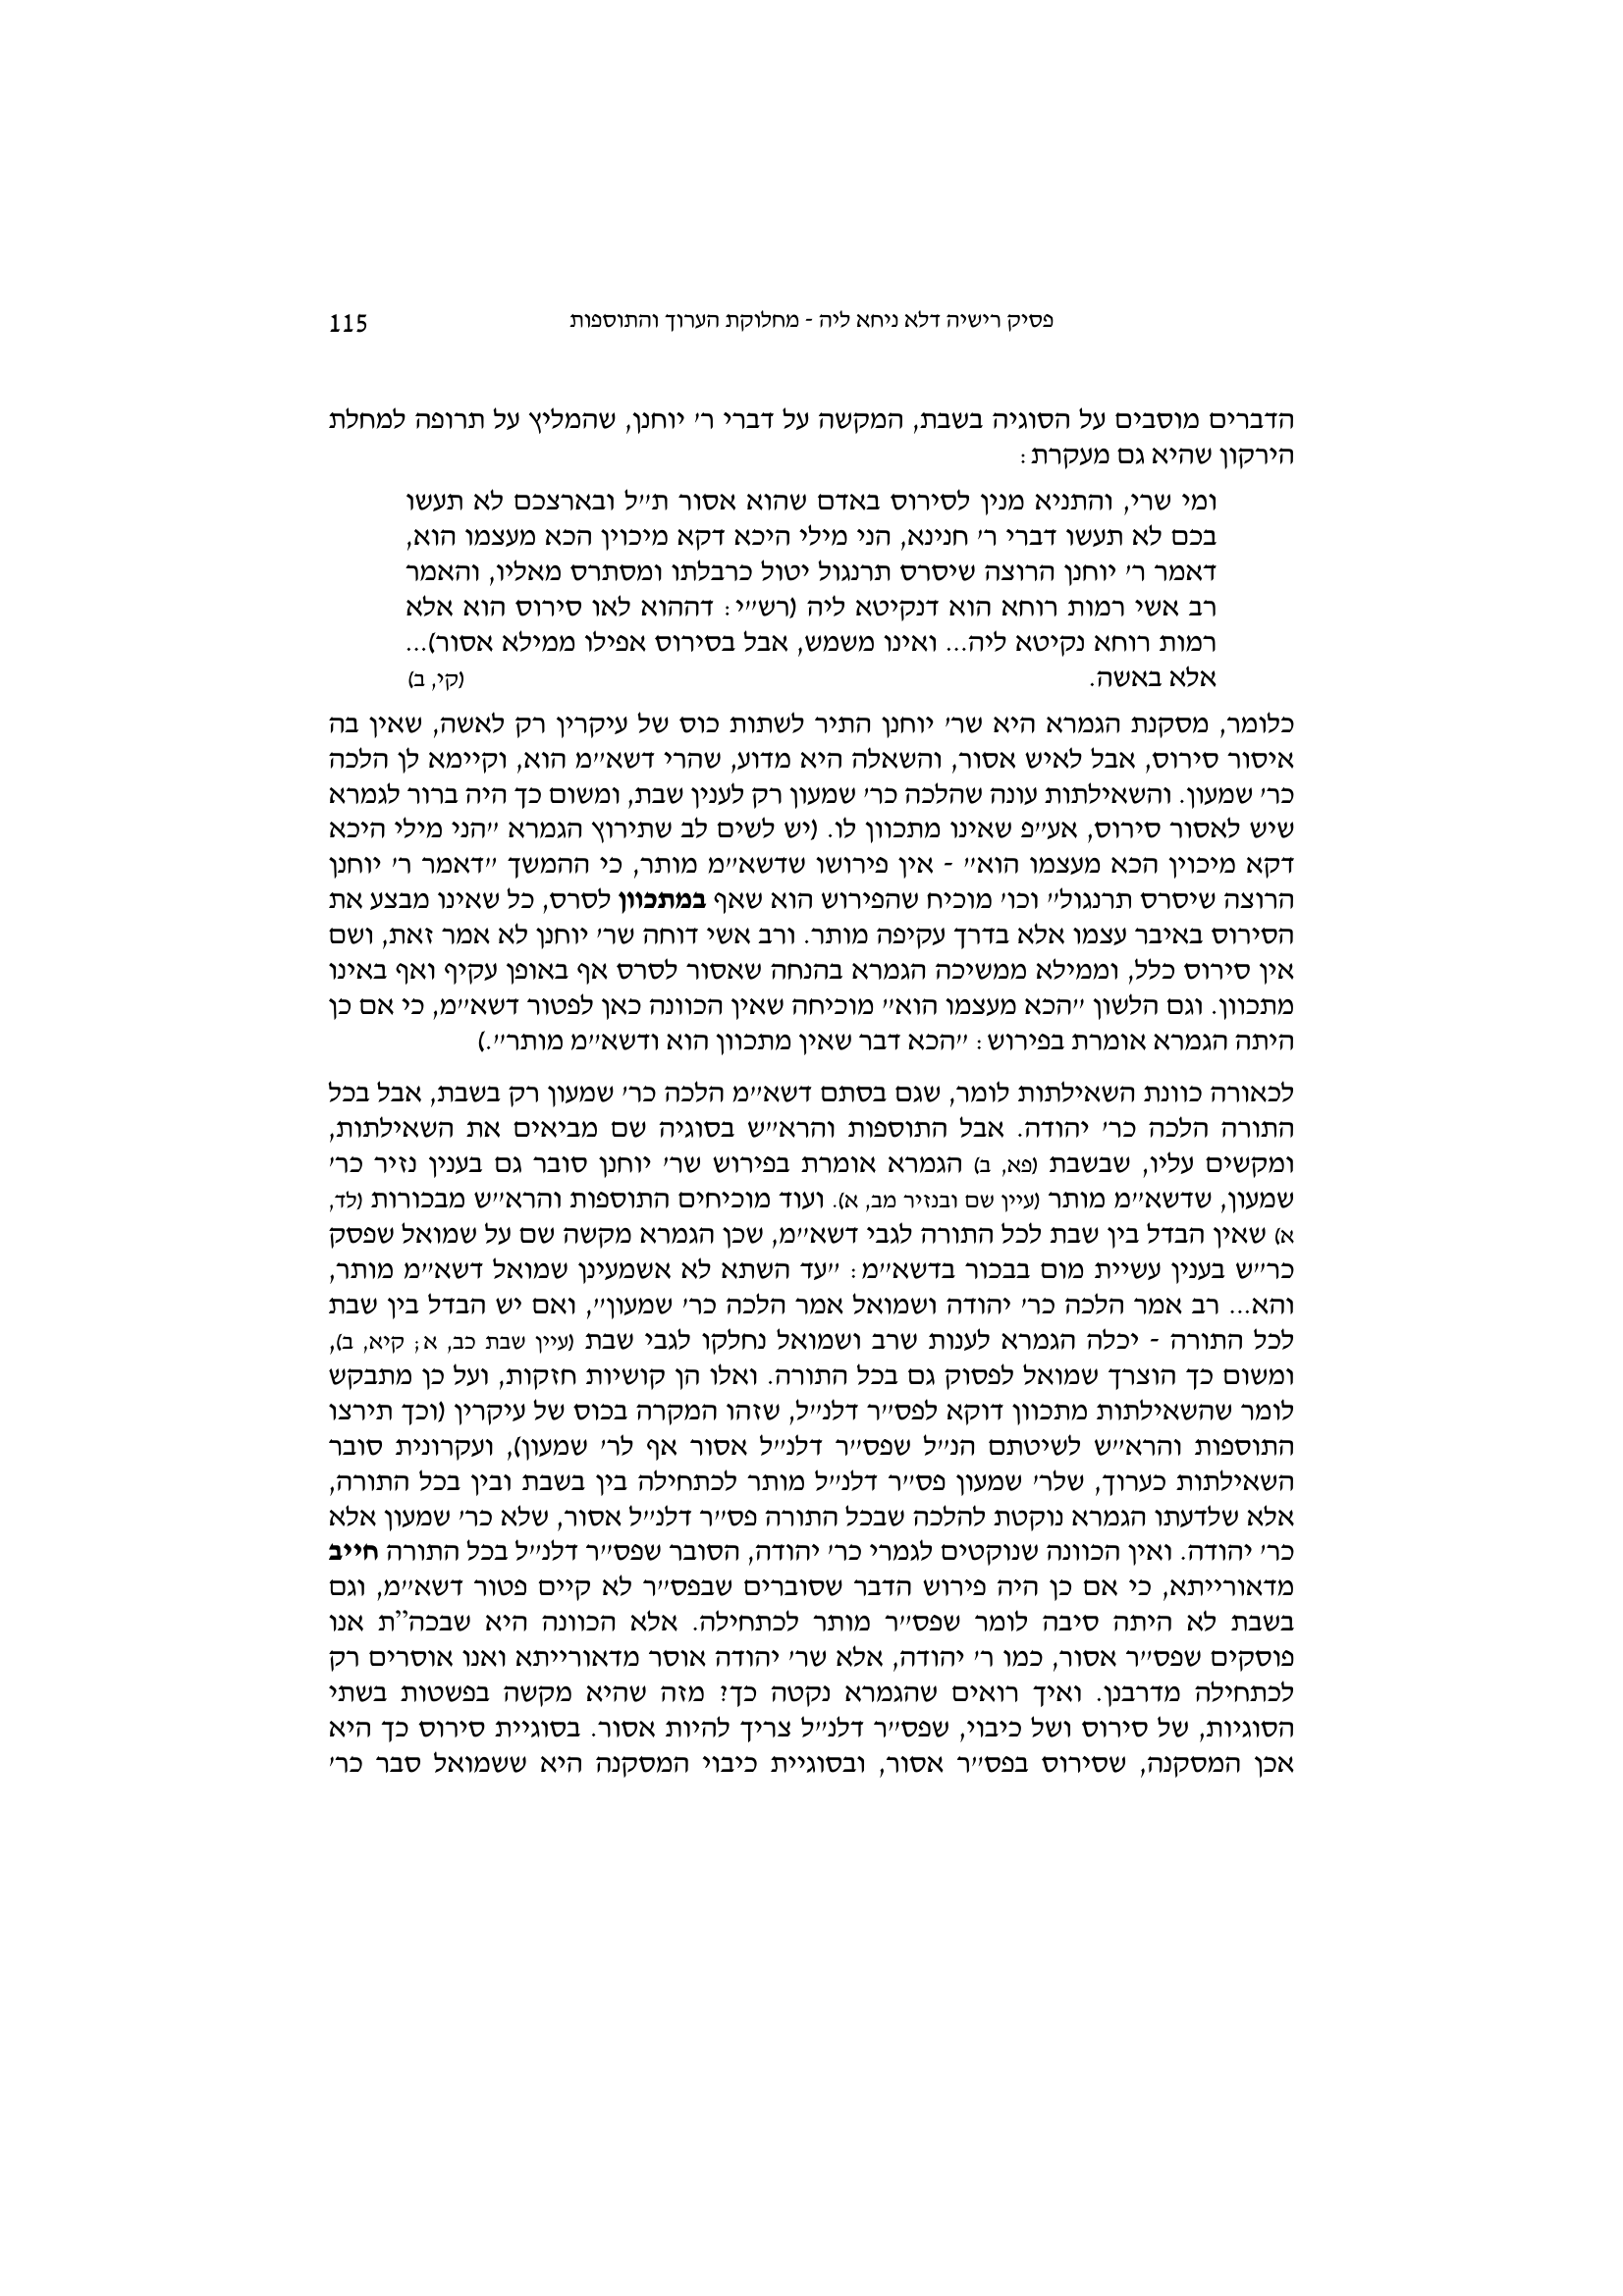 פסיק רישיה דלא ניחא ליה - מחלוקת הערוך והתוספות 115
הדברים מוסבים על הסוגיה בשבת, המקשה על דברי ר׳ יוחנן, שהמליץ על תרופה למחלת
הירקון שהיא גם מעקרת:
ומי שרי, והתניא מנין לסירוס באדם שהוא אסור ת״ל ובארצכם לא תעשו
בכם לא תעשו דברי ר׳ חנינא, הני מילי היכא דקא מיכוין הכא מעצמו הוא,
דאמר ר׳ יוחנן הרוצה שיסרס תרנגול יטול כרבלתו ומסתרס מאליו, והאמר
רב אשי רמות רוחא הוא דנקיטא ליה (רש״י: דההוא לאו סירוס הוא אלא
רמות רוחא נקיטא ליה... ואינו משמש, אבל בסירוס אפילו ממילא אסור)...
אלא באשה. (קי, ב)
כלומר, מסקנת הגמרא היא שר׳ יוחנן התיר לשתות כוס של עיקרין רק לאשה, שאין בה
איסור סירוס, אבל לאיש אסור, והשאלה היא מדוע, שהרי דשא״מ הוא, וקיימא לן הלכה
כר׳ שמעון. והשאילתות עונה שהלכה כר׳ שמעון רק לענין שבת, ומשום כך היה ברור לגמרא
שיש לאסור סירוס, אע״פ שאינו מתכוון לו. (יש לשים לב שתירוץ הגמרא ״הני מילי היכא
דקא מיכוין הכא מעצמו הוא״ - אין פירושו שדשא״מ מותר, כי ההמשך ״דאמר ר׳ יוחנן
הרוצה שיסרס תרנגול״ וכו׳ מוכיח שהפירוש הוא שאף במתכוון לסרס, כל שאינו מבצע את
הסירוס באיבר עצמו אלא בדרך עקיפה מותר. ורב אשי דוחה שר׳ יוחנן לא אמר זאת, ושם
אין סירוס כלל, וממילא ממשיכה הגמרא בהנחה שאסור לסרס אף באופן עקיף ואף באינו
מתכוון. וגם הלשון ״הכא מעצמו הוא״ מוכיחה שאין הכוונה כאן לפטור דשא״מ, כי אם כן
היתה הגמרא אומרת בפירוש: ״הכא דבר שאין מתכוון הוא ודשא״מ מותר״.)
לכאורה כוונת השאילתות לומר, שגם בסתם דשא״מ הלכה כר׳ שמעון רק בשבת, אבל בכל
התורה הלכה כר׳ יהודה. אבל התוספות והרא״ש בסוגיה שם מביאים את השאילתות,
ומקשים עליו, שבשבת (פא, ב) הגמרא אומרת בפירוש שר׳ יוחנן סובר גם בענין נזיר כר׳
שמעון, שדשא״מ מותר (עיין שם ובנזיר מב, א). ועוד מוכיחים התוספות והרא״ש מבכורות (לד,
א) שאין הבדל בין שבת לכל התורה לגבי דשא״מ, שכן הגמרא מקשה שם על שמואל שפסק
כר״ש בענין עשיית מום בבכור בדשא״מ: ״עד השתא לא אשמעינן שמואל דשא״מ מותר,
והא... רב אמר הלכה כר׳ יהודה ושמואל אמר הלכה כר׳ שמעון״, ואם יש הבדל בין שבת
לכל התורה - יכלה הגמרא לענות שרב ושמואל נחלקו לגבי שבת (עיין שבת כב, א; קיא, ב),
ומשום כך הוצרך שמואל לפסוק גם בכל התורה. ואלו הן קושיות חזקות, ועל כן מתבקש
לומר שהשאילתות מתכוון דוקא לפס״ר דלנ״ל, שזהו המקרה בכוס של עיקרין (וכך תירצו
התוספות והרא״ש לשיטתם הנ״ל שפס״ר דלנ״ל אסור אף לר׳ שמעון), ועקרונית סובר
השאילתות כערוך, שלר׳ שמעון פס״ר דלנ״ל מותר לכתחילה בין בשבת ובין בכל התורה,
אלא שלדעתו הגמרא נוקטת להלכה שבכל התורה פס״ר דלנ״ל אסור, שלא כר׳ שמעון אלא
כר׳ יהודה. ואין הכוונה שנוקטים לגמרי כר׳ יהודה, הסובר שפס״ר דלנ״ל בכל התורה חייב
מדאורייתא, כי אם כן היה פירוש הדבר שסוברים שבפס״ר לא קיים פטור דשא״מ, וגם
בשבת לא היתה סיבה לומר שפס״ר מותר לכתחילה. אלא הכוונה היא שבכה”ת אנו
פוסקים שפס״ר אסור, כמו ר׳ יהודה, אלא שר׳ יהודה אוסר מדאורייתא ואנו אוסרים רק
לכתחילה מדרבנן. ואיך רואים שהגמרא נקטה כך? מזה שהיא מקשה בפשטות בשתי
הסוגיות, של סירוס ושל כיבוי, שפס״ר דלנ״ל צריך להיות אסור. בסוגיית סירוס כך היא
אכן המסקנה, שסירוס בפס״ר אסור, ובסוגיית כיבוי המסקנה היא ששמואל סבר כר׳